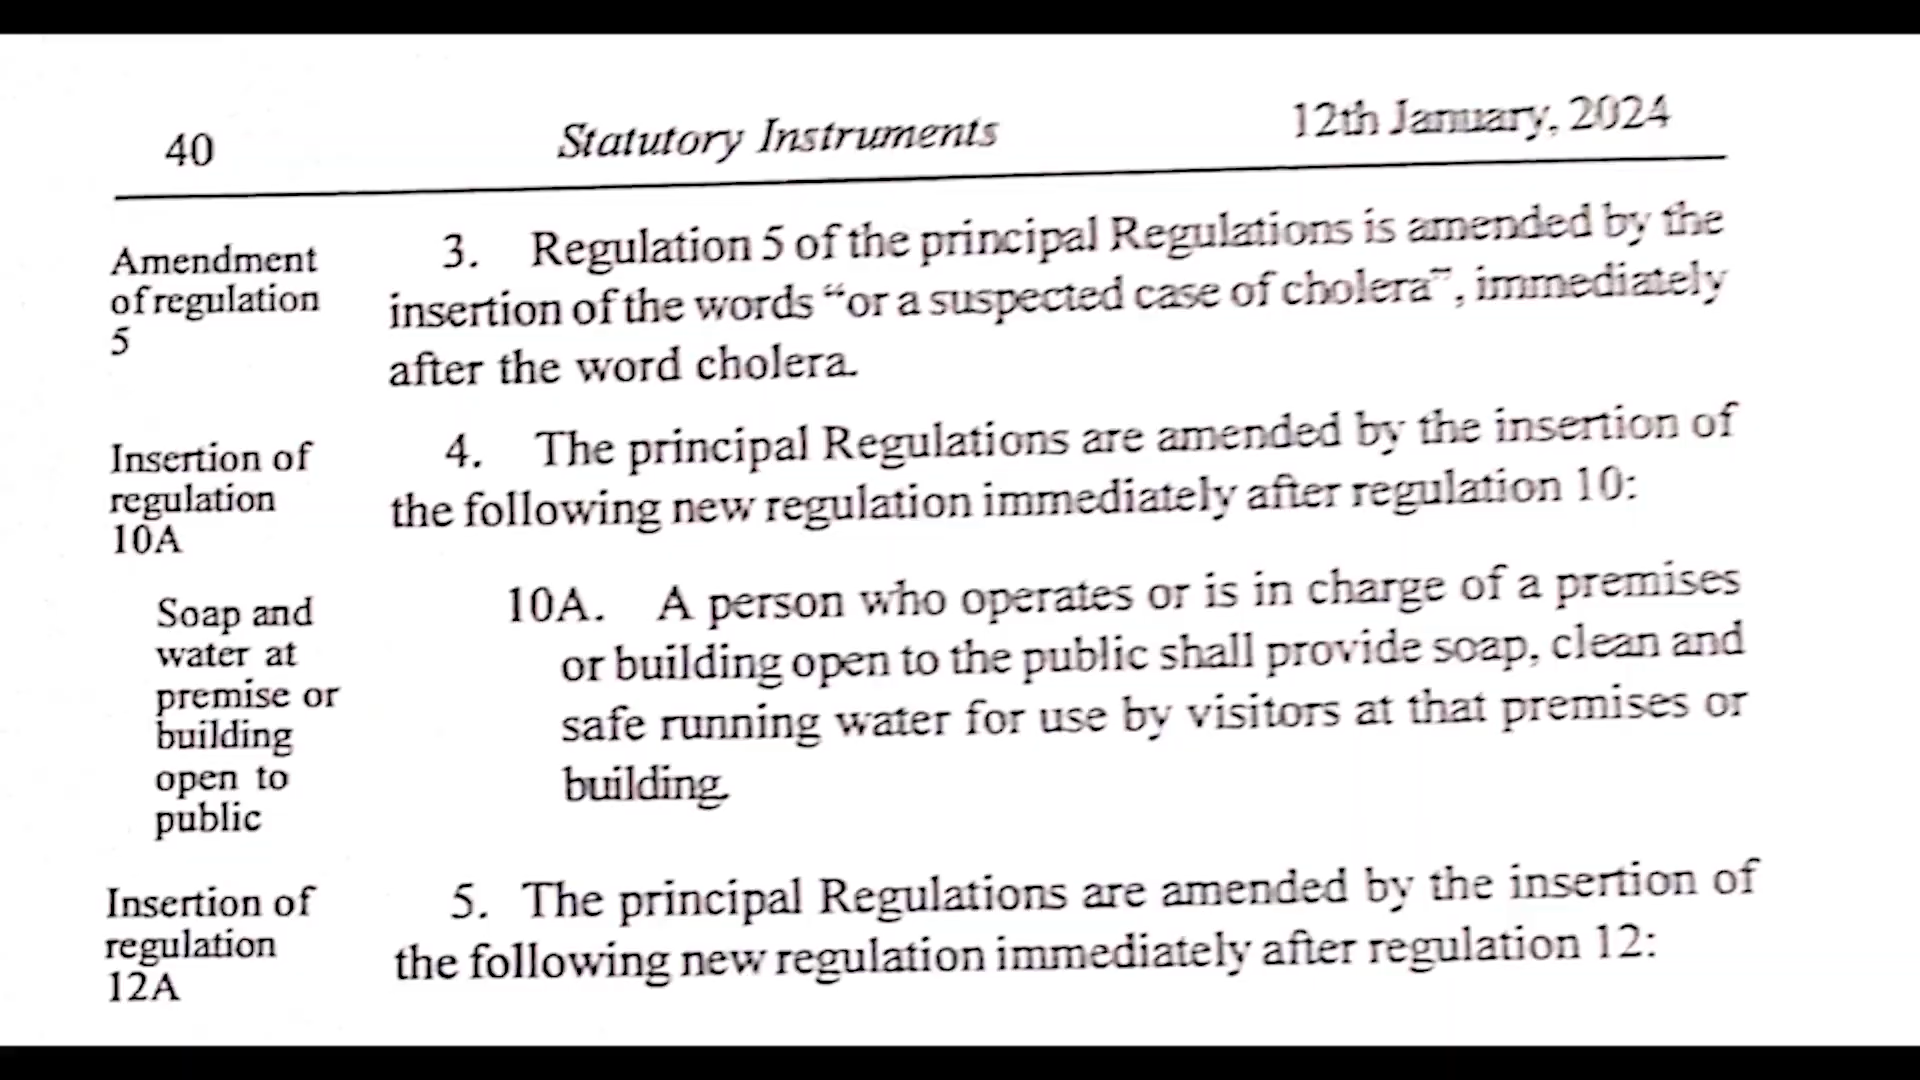 40 Statutory Instruments 12th January, 2024
Amendment
of regulation
5
3. Regulation 5 of the principal Regulations is amended by the
insertion of the words “or a suspected case of cholera”, immediately
after the word cholera.
Insertion of
regulation
10A
4. The principal Regulations are amended by the insertion of
the following new regulation immediately after regulation 10:
Soap and
water at
premise or
building
open to
public
10A. A person who operates or is in charge of a premises
or building open to the public shall provide soap, clean and
safe running water for use by visitors at that premises or
building.
Insertion of
regulation
12A
5. The principal Regulations are amended by the insertion of
the following new regulation immediately after regulation 12: